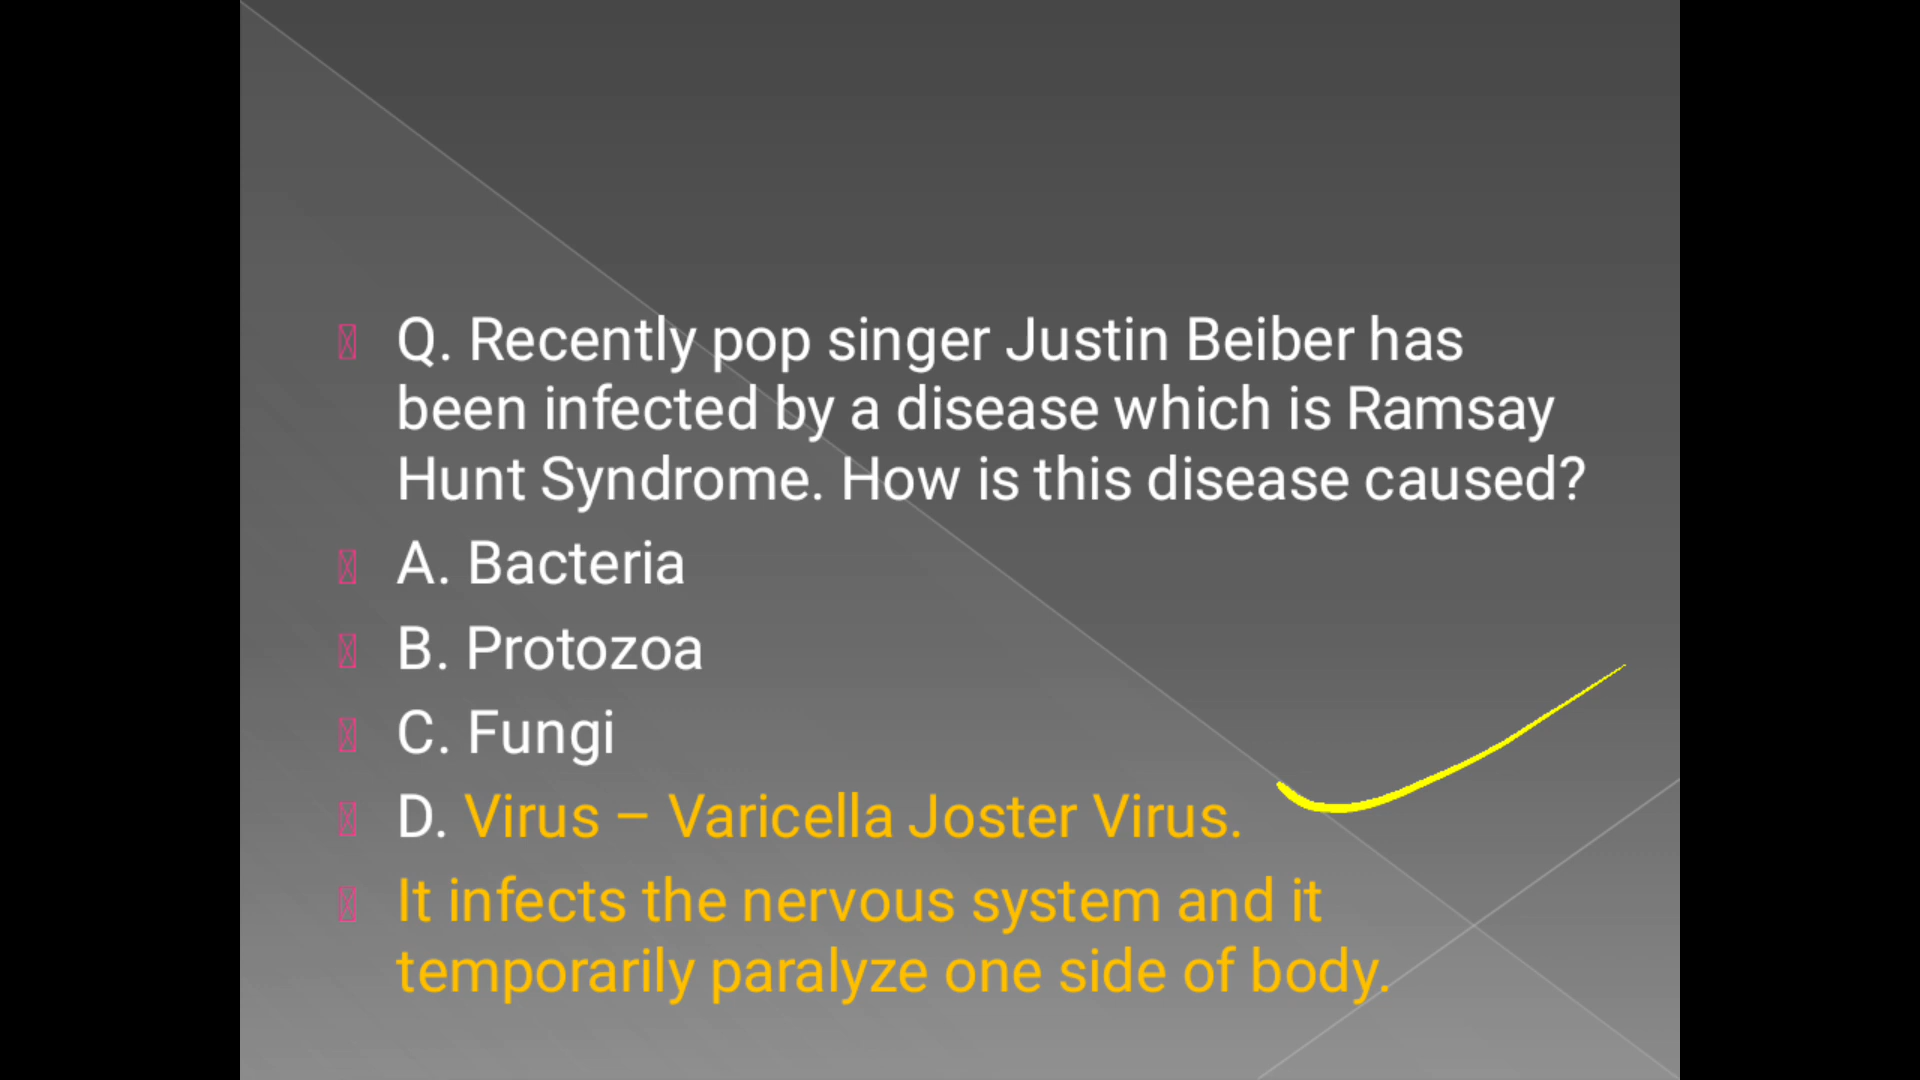 Q. Recently pop singer Justin Beiber has
been infected by a disease which is Ramsay
Hunt Syndrome. How is this disease caused?
A. Bacteria
B. Protozoa
C. Fungi
D. Virus – Varicella Joster Virus.
It infects the nervous system and it
temporarily paralyze one side of body.